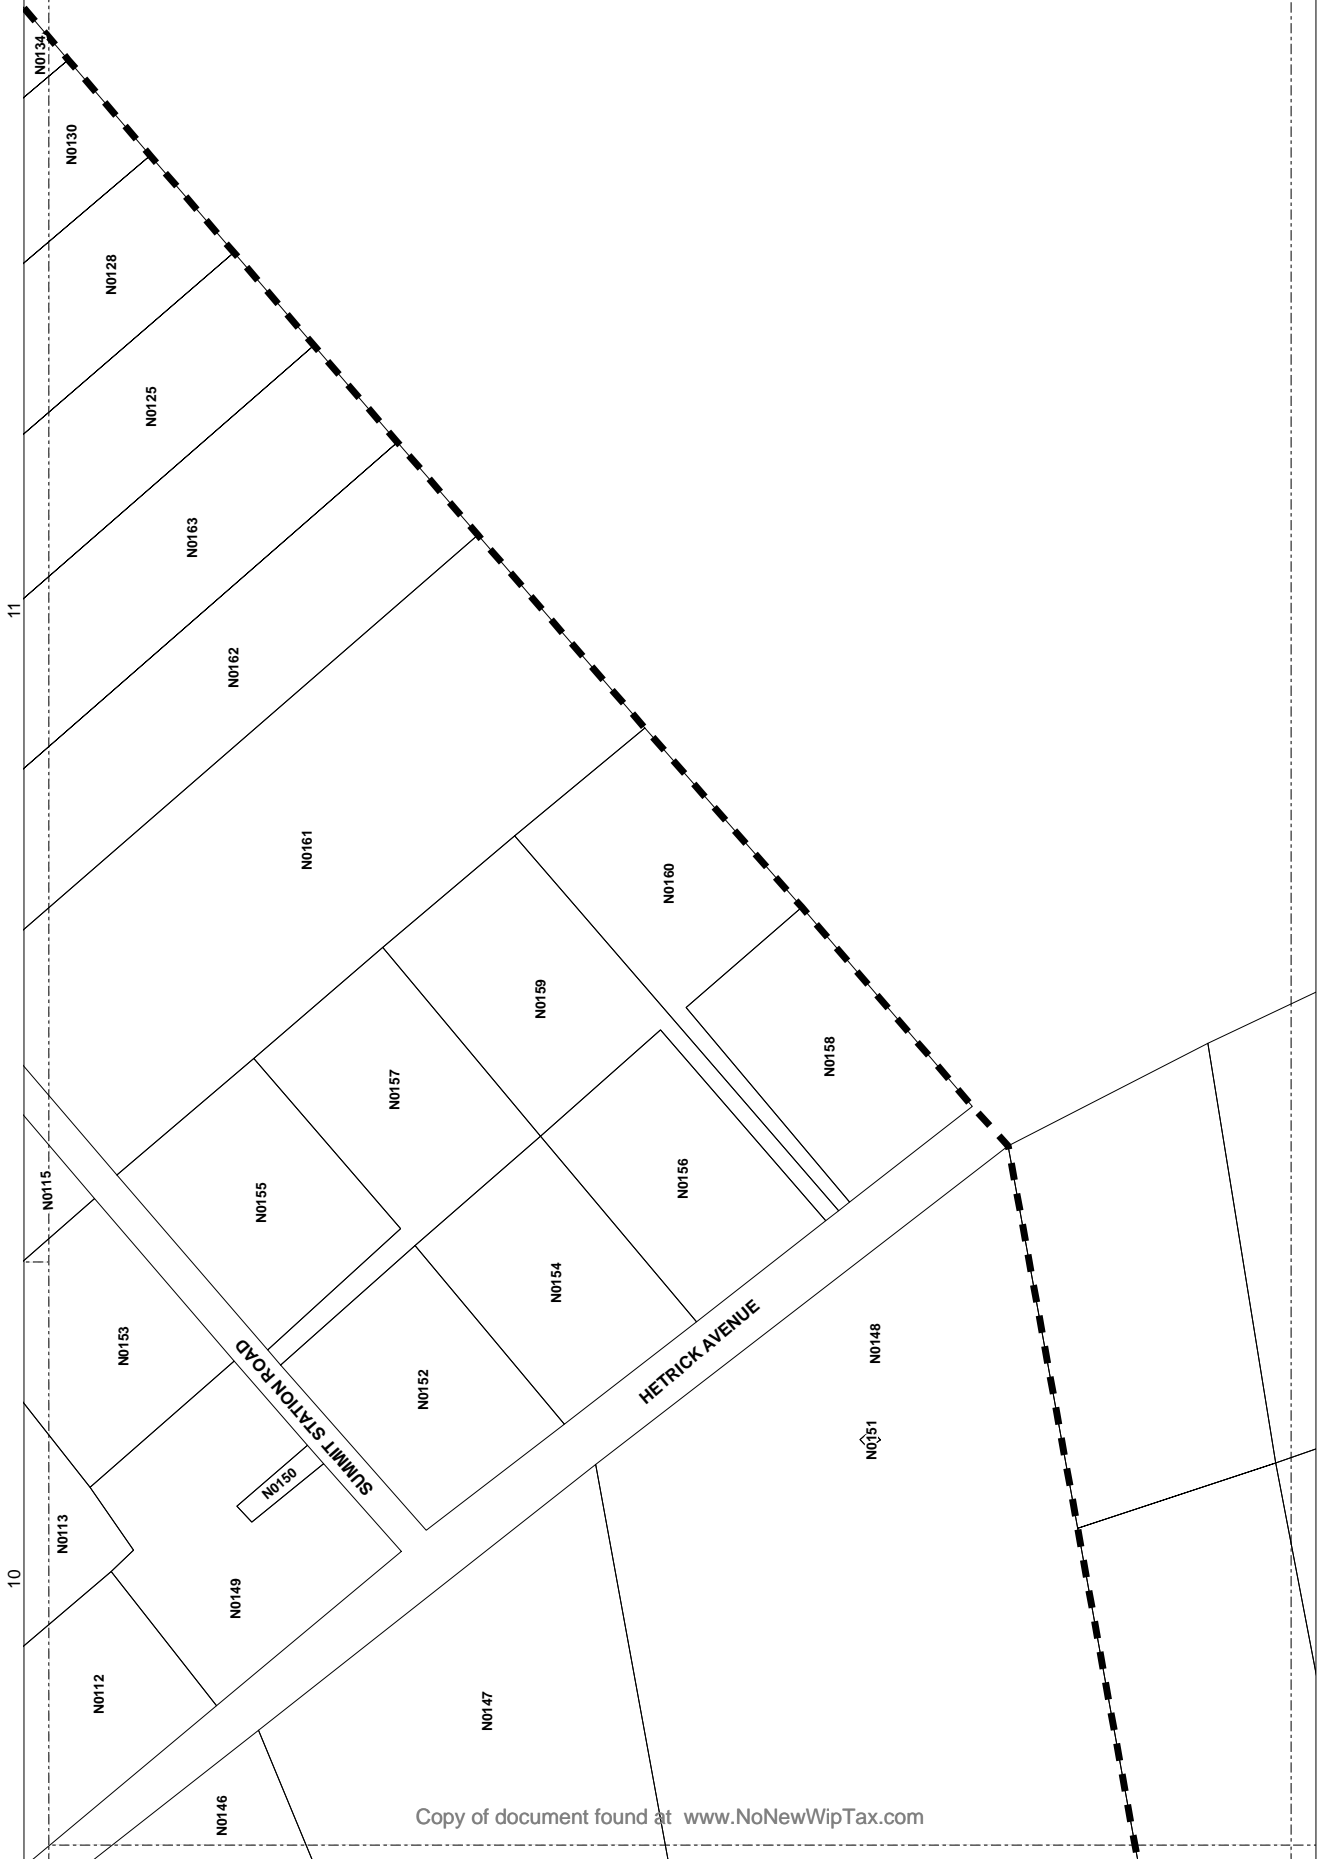 N0134
N0130
N0128
N0125
N0163
11
N0162
N0161
N0160
N0159
N0158
N0157
N0156
N0115
N0155
N0154
N0153
SUMMIT STATION ROAD
HETRICK AVENUE
N0148
N0152
N0151
N0150
N0113
10
N0149
N0112
N0147
N0146
Copy of document found at www.NoNewWipTax.com